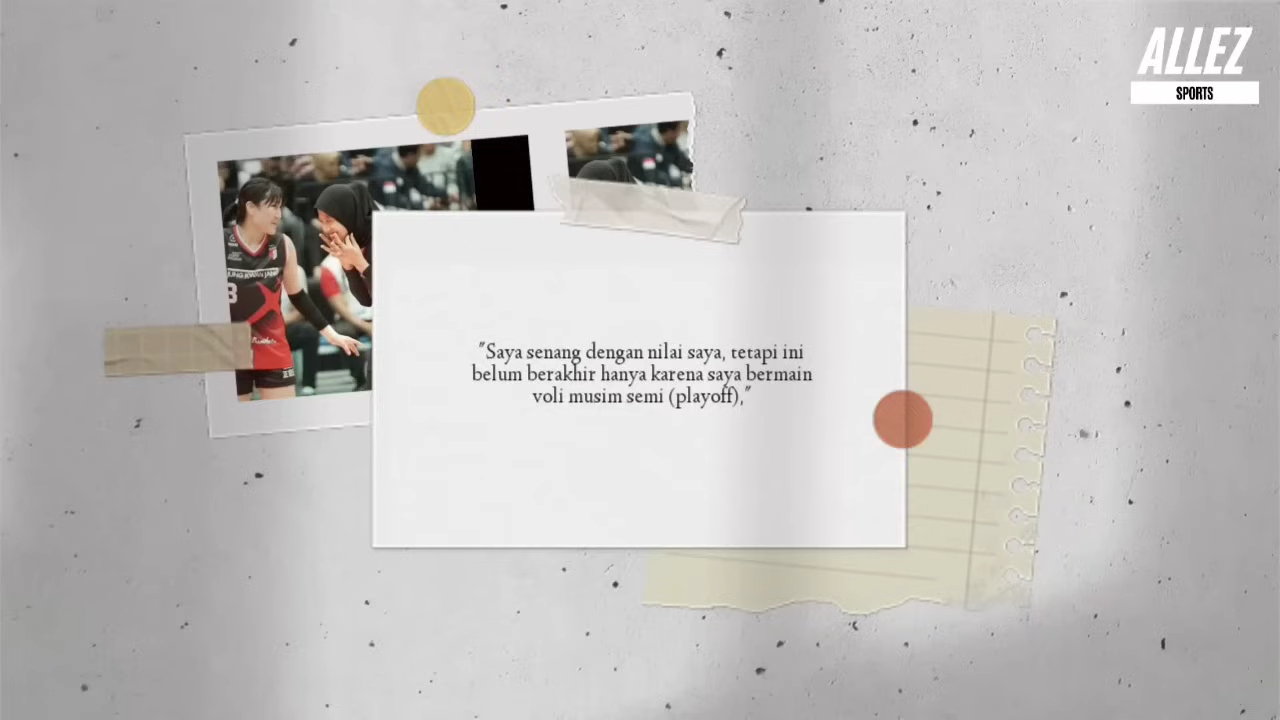 ALLEZ
SPORTS
"Saya senang dengan nilai saya, tetapi ini
belum berakhir hanya karena saya bermain
voli musim semi (playoff),"